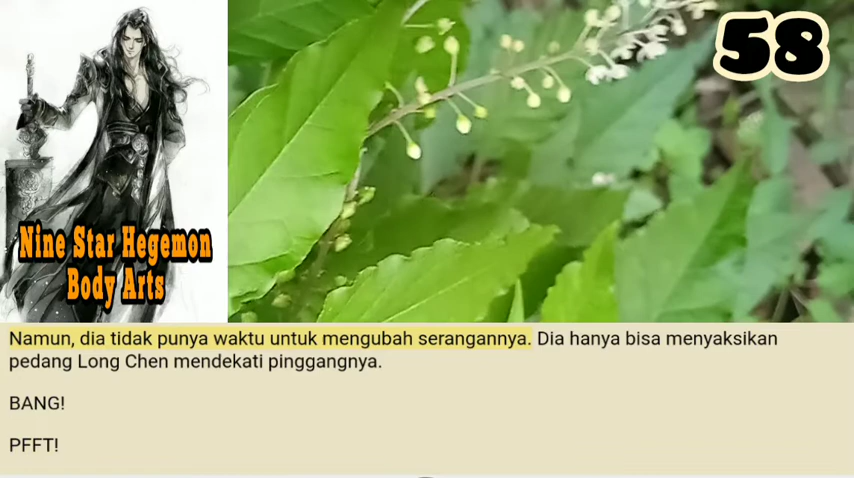 58
Nine Star Hegemon
Body Arts
Namun, dia tidak punya waktu untuk mengubah serangannya. Dia hanya bisa menyaksikan
pedang Long Chen mendekati pinggangnya.
BANG!
PFFT!